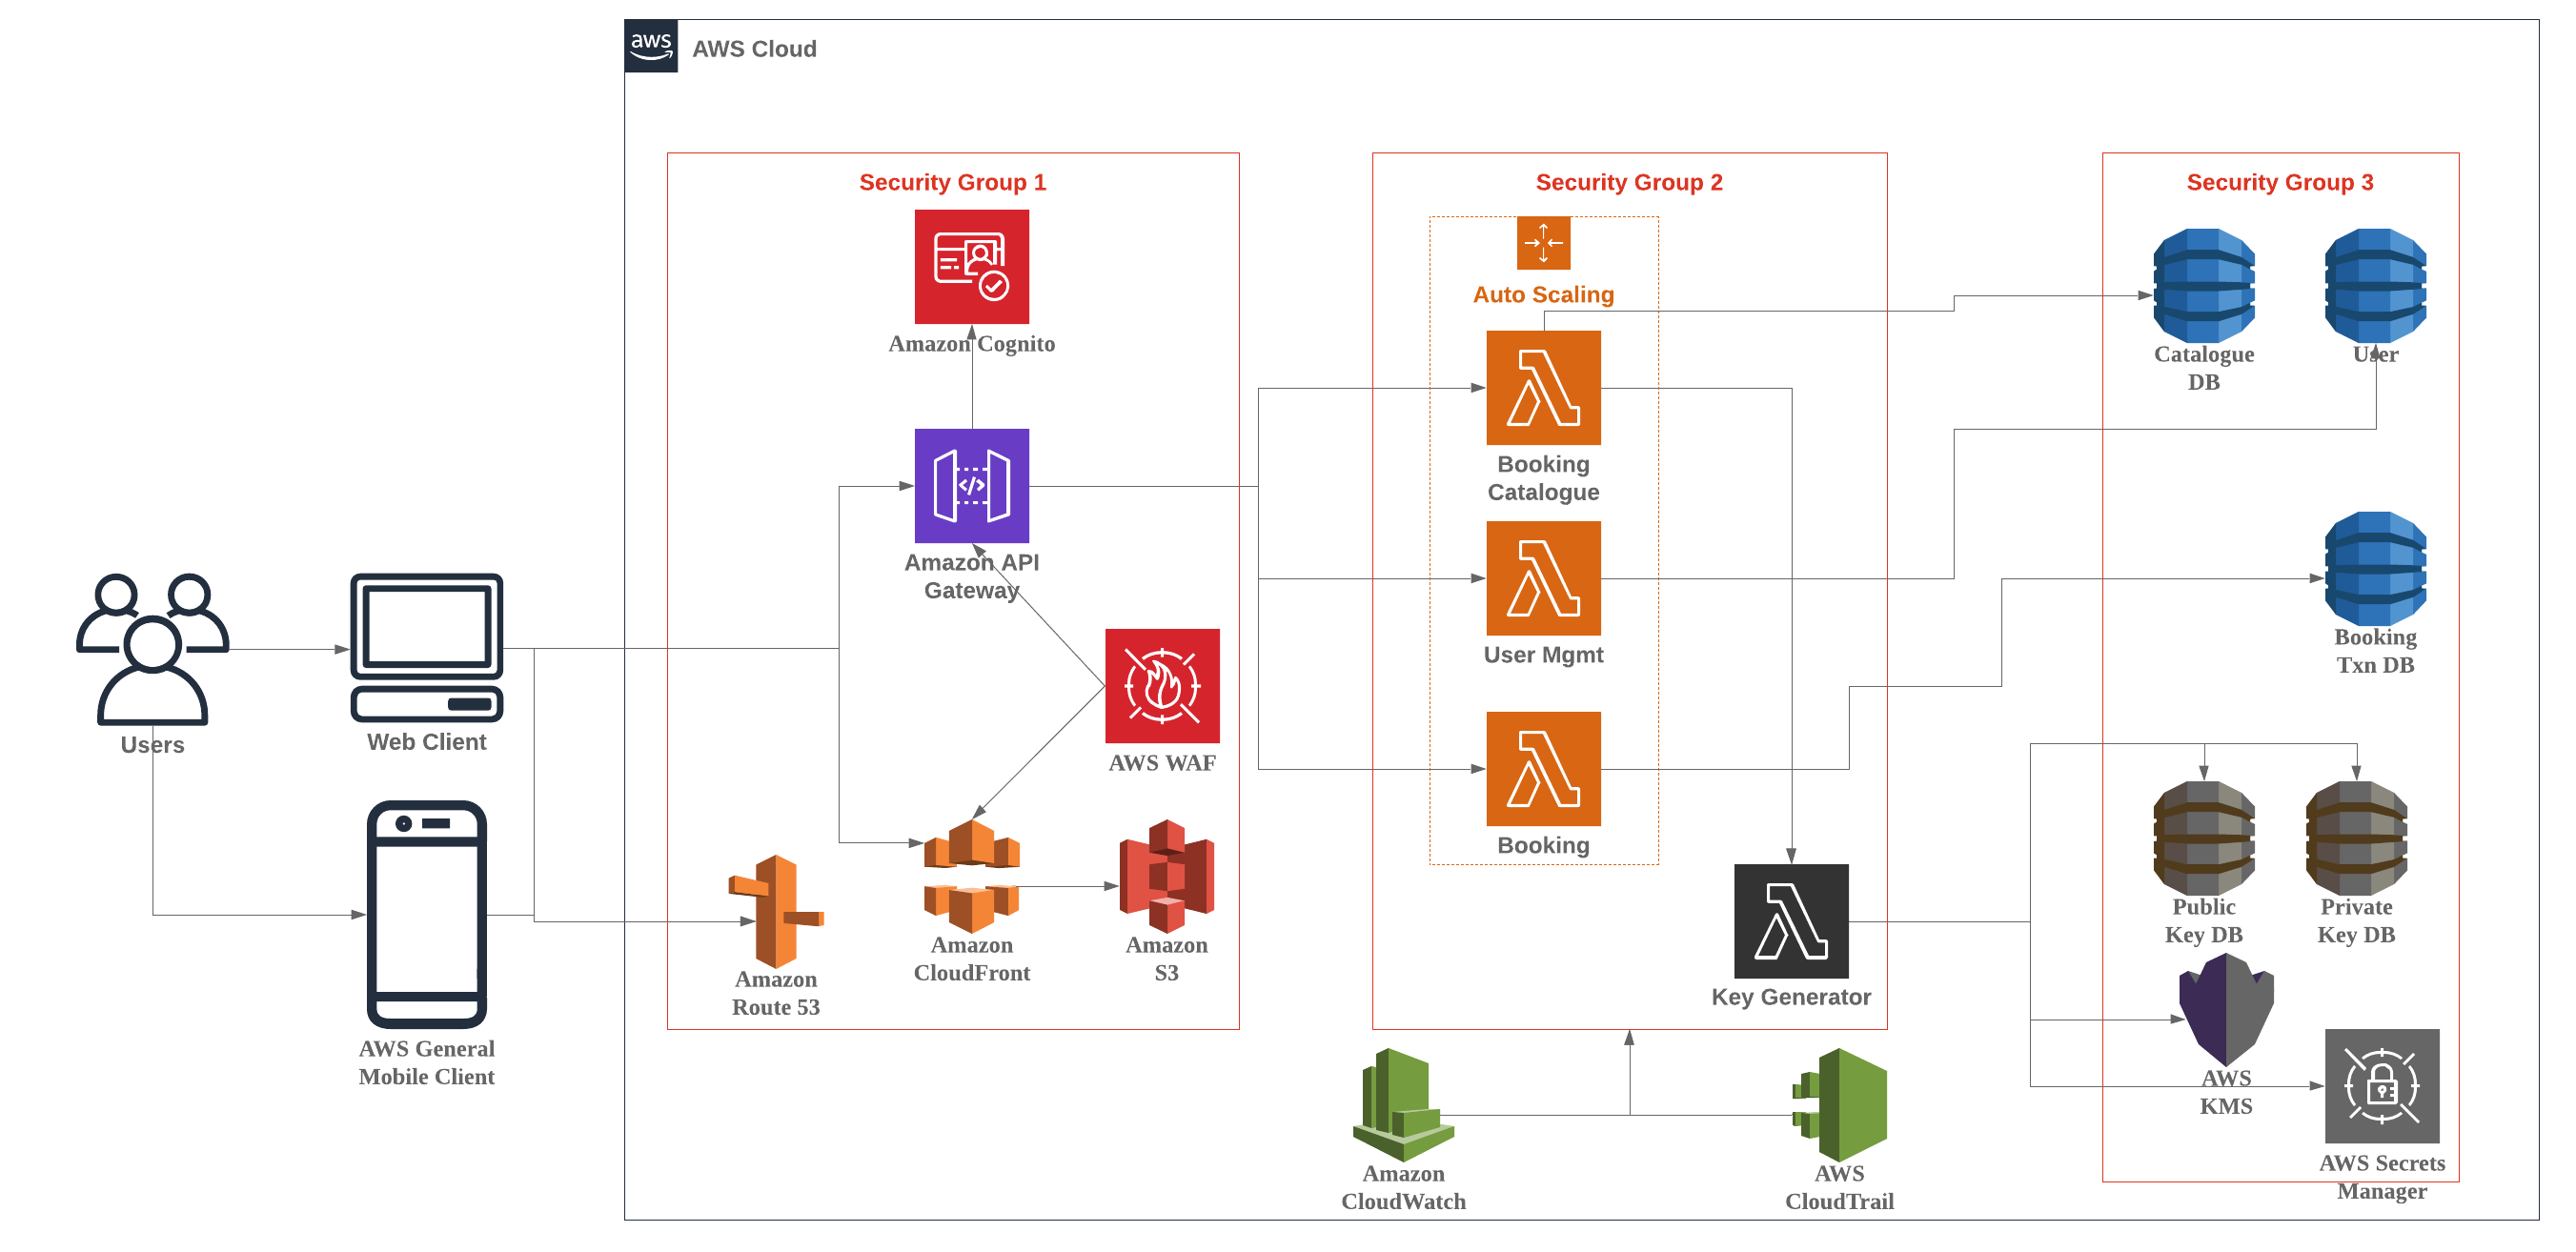 aws
AWS Cloud
Security Group 1
Security Group 2
Security Group 3
Amazon Cognito
Auto Scaling
Catalogue
DB
User
Booking
Catalogue
Amazon API
Gateway
User Mgmt
Booking
Txn DB
Users
Web Client
AWS WAF
Booking
Amazon
CloudFront
Amazon
S3
Amazon
Route 53
Key Generator
Public
Key DB
Private
Key DB
AWS General
Mobile Client
AWS
KMS
AWS Secrets
Manager
Amazon
CloudWatch
AWS
CloudTrail